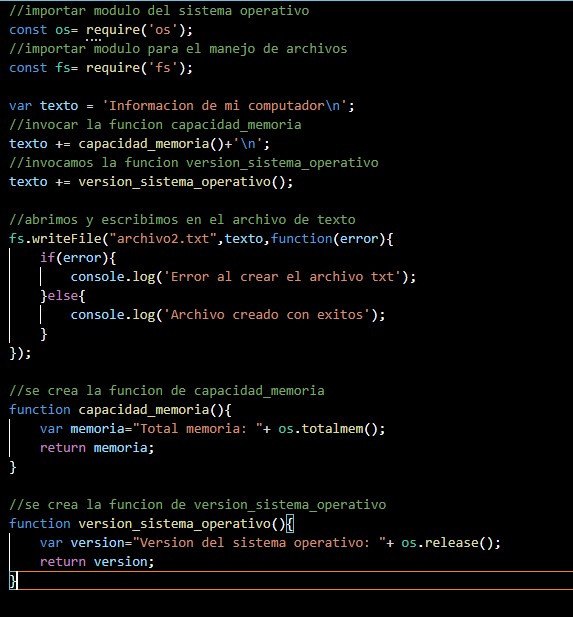 //importar modulo del sistema operativo
const os= require('os');
//importar modulo para el manejo de archivos
const fs= require('fs');

var texto = 'Informacion de mi computador\n';
//invocar la funcion capacidad_memoria
texto += capacidad_memoria()+'\n';
//invocamos la funcion version_sistema_operativo
texto += version_sistema_operativo();

//abrimos y escribimos en el archivo de texto
fs.writeFile("archivo2.txt",texto,function(error){
    if(error){
        console.log('Error al crear el archivo txt');
    }else{
        console.log('Archivo creado con exitos');
    }
});

//se crea la funcion de capacidad_memoria
function capacidad_memoria(){
    var memoria="Total memoria: "+ os.totalmem();
    return memoria;
}

//se crea la funcion de version_sistema_operativo
function version_sistema_operativo(){
    var version="Version del sistema operativo: "+ os.release();
    return version;
}